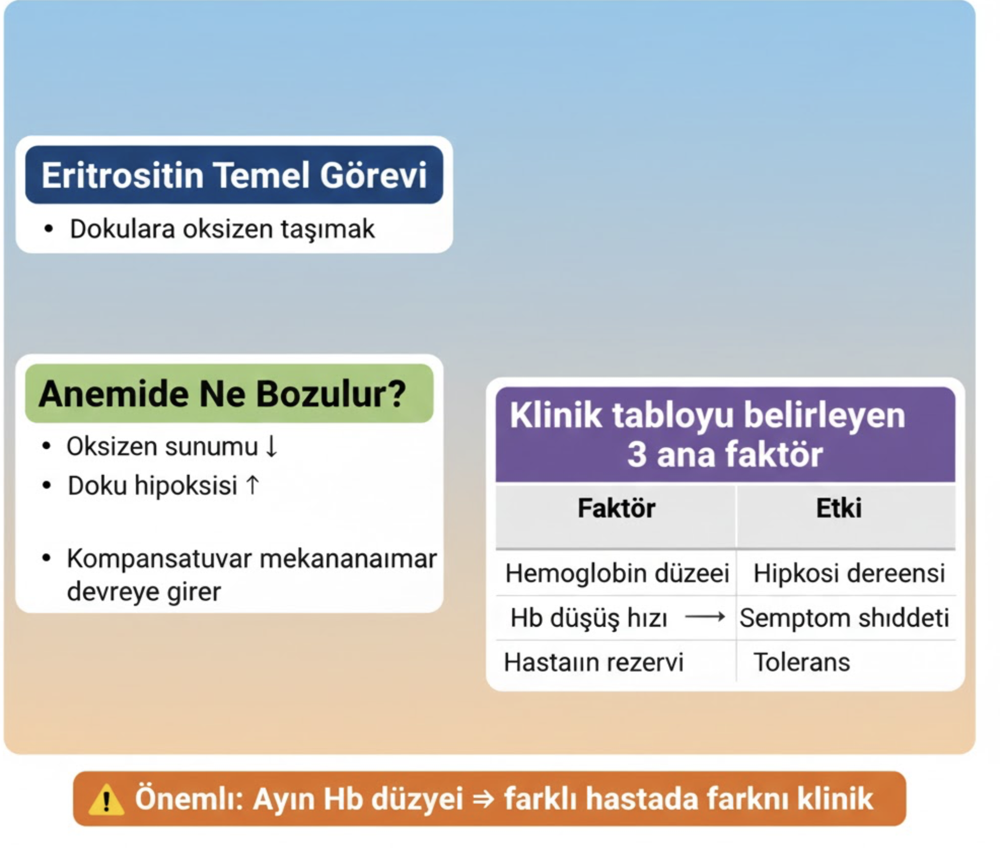 Eritrositin Temel Görevi
• Dokulara oksizen taşımak
Anemide Ne Bozulur?
• Oksizen sunumu ↓
• Doku hipoksisi ↑
• Kompansatuvar mekananaımar
devreye girer
Klinik tabloyu belirleyen
3 ana faktör
Faktör Etki
Hemoglobin düzeei Hipkosi dereensi
Hb düşüş hızı → Semptom shıddeti
Hastaıın rezervi Tolerans
⚠ Önemlı: Ayın Hb düzyei ⇒ farklı hastada farknı klinik